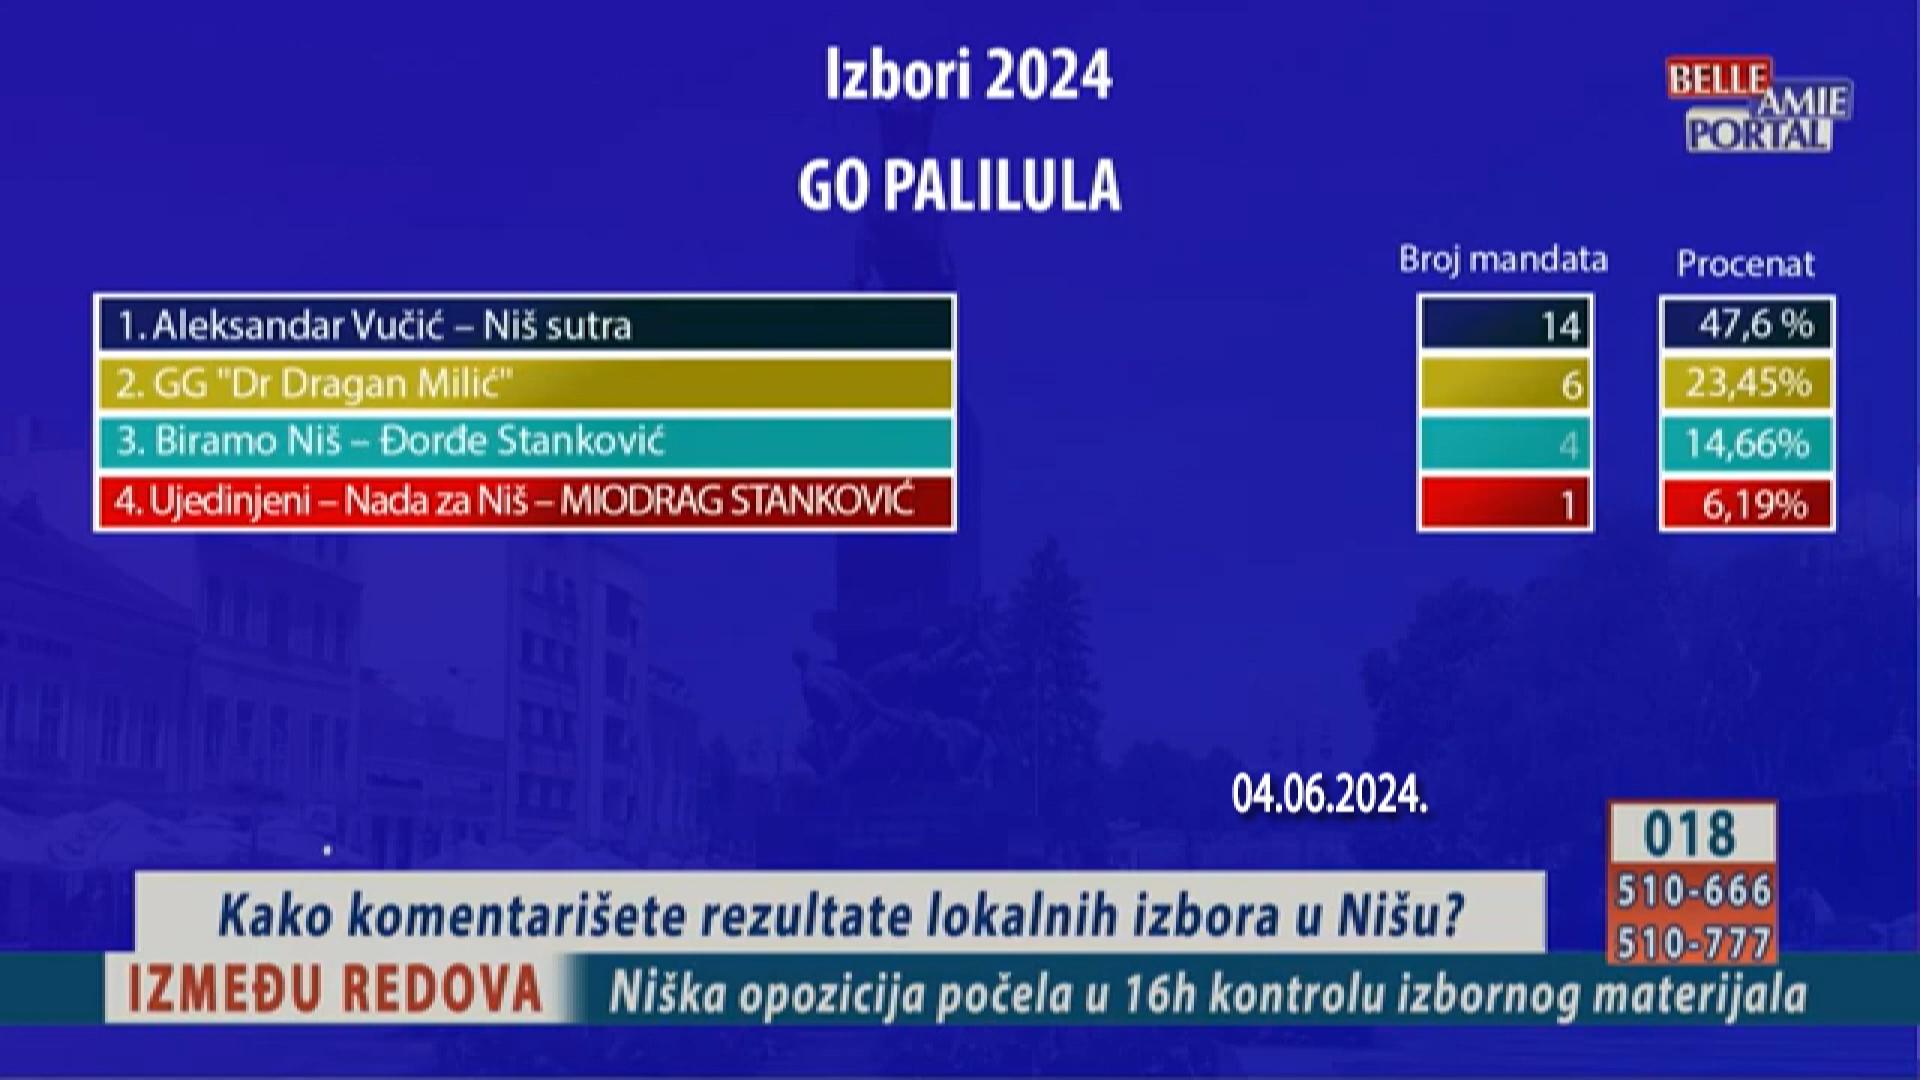 Izbori 2024
BELLE
AMIE
PORTAL
GO PALILULA
Broj mandata Procenat
1. Aleksandar Vučić – Niš sutra 14 47,6 %
2. GG "Dr Dragan Milić" 6 23,45%
3. Biramo Niš – Đorđe Stanković 4 14,66%
4. Ujedinjeni – Nada za Niš – MIODRAG STANKOVIĆ 1 6,19%
04.06.2024.
018
510-666
510-777
Kako komentarišete rezultate lokalnih izbora u Nišu?
IZMEĐU REDOVA Niška opozicija počela u 16h kontrolu izbornog materijala